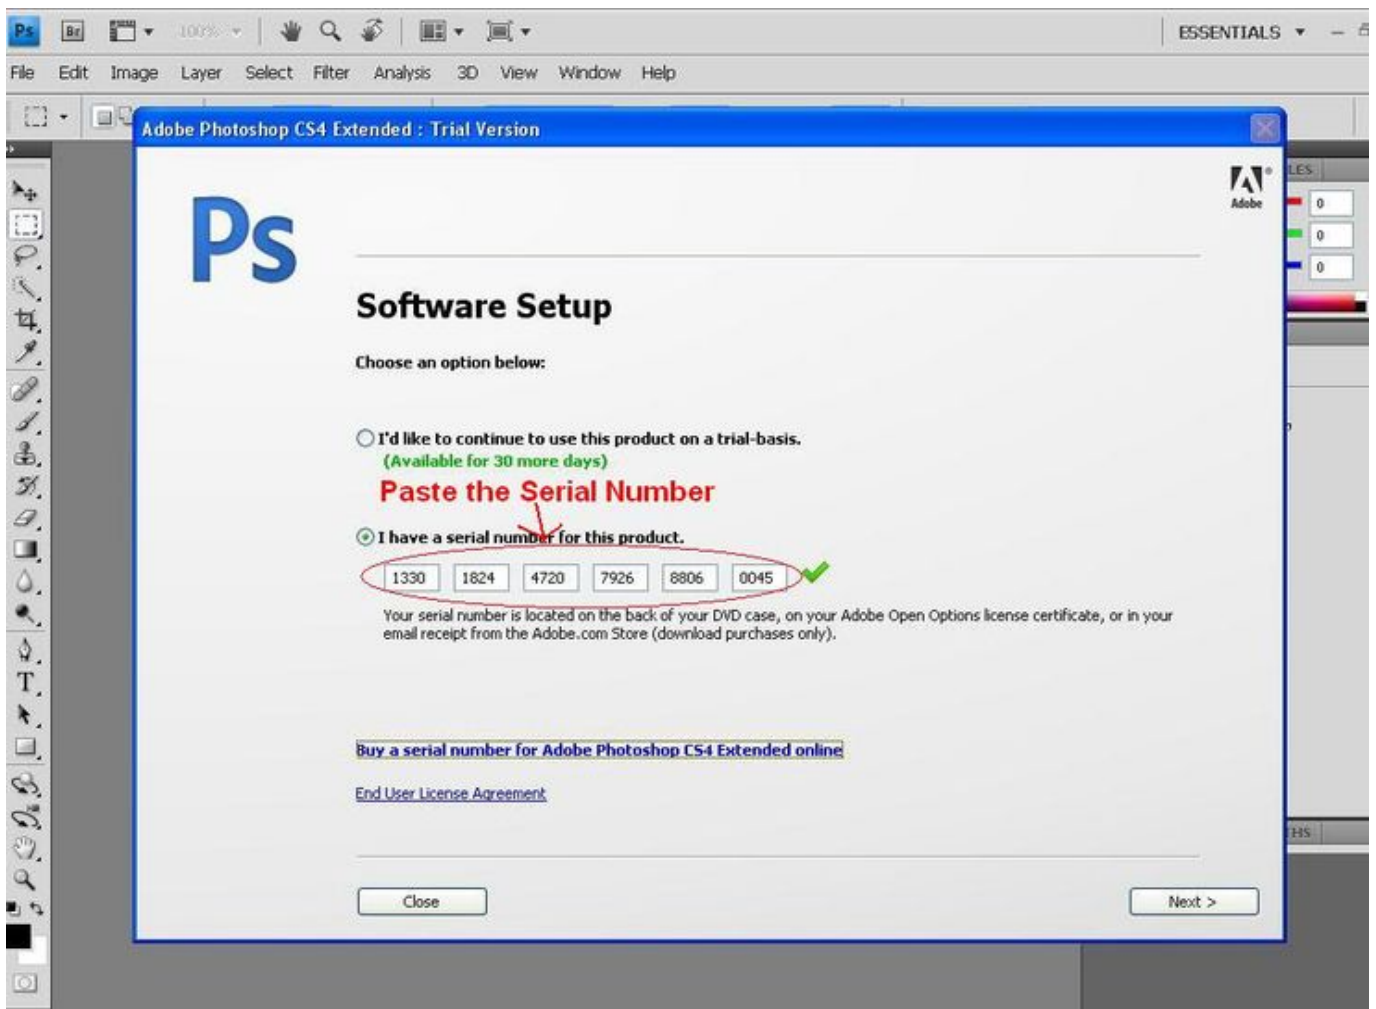 Ps Br 100% ESSENTIALS
File Edit Image Layer Select Filter Analysis 3D View Window Help
Adobe Photoshop CS4 Extended : Trial Version
Adobe
LES
0
0
0
Ps
Software Setup
Choose an option below:
I'd like to continue to use this product on a trial-basis.
(Available for 30 more days)
Paste the Serial Number
I have a serial number for this product.
1330 1824 4720 7926 8806 0045
Your serial number is located on the back of your DVD case, on your Adobe Open Options license certificate, or in your
email receipt from the Adobe.com Store (download purchases only).
Buy a serial number for Adobe Photoshop CS4 Extended online
End User License Agreement
THS
Close Next >